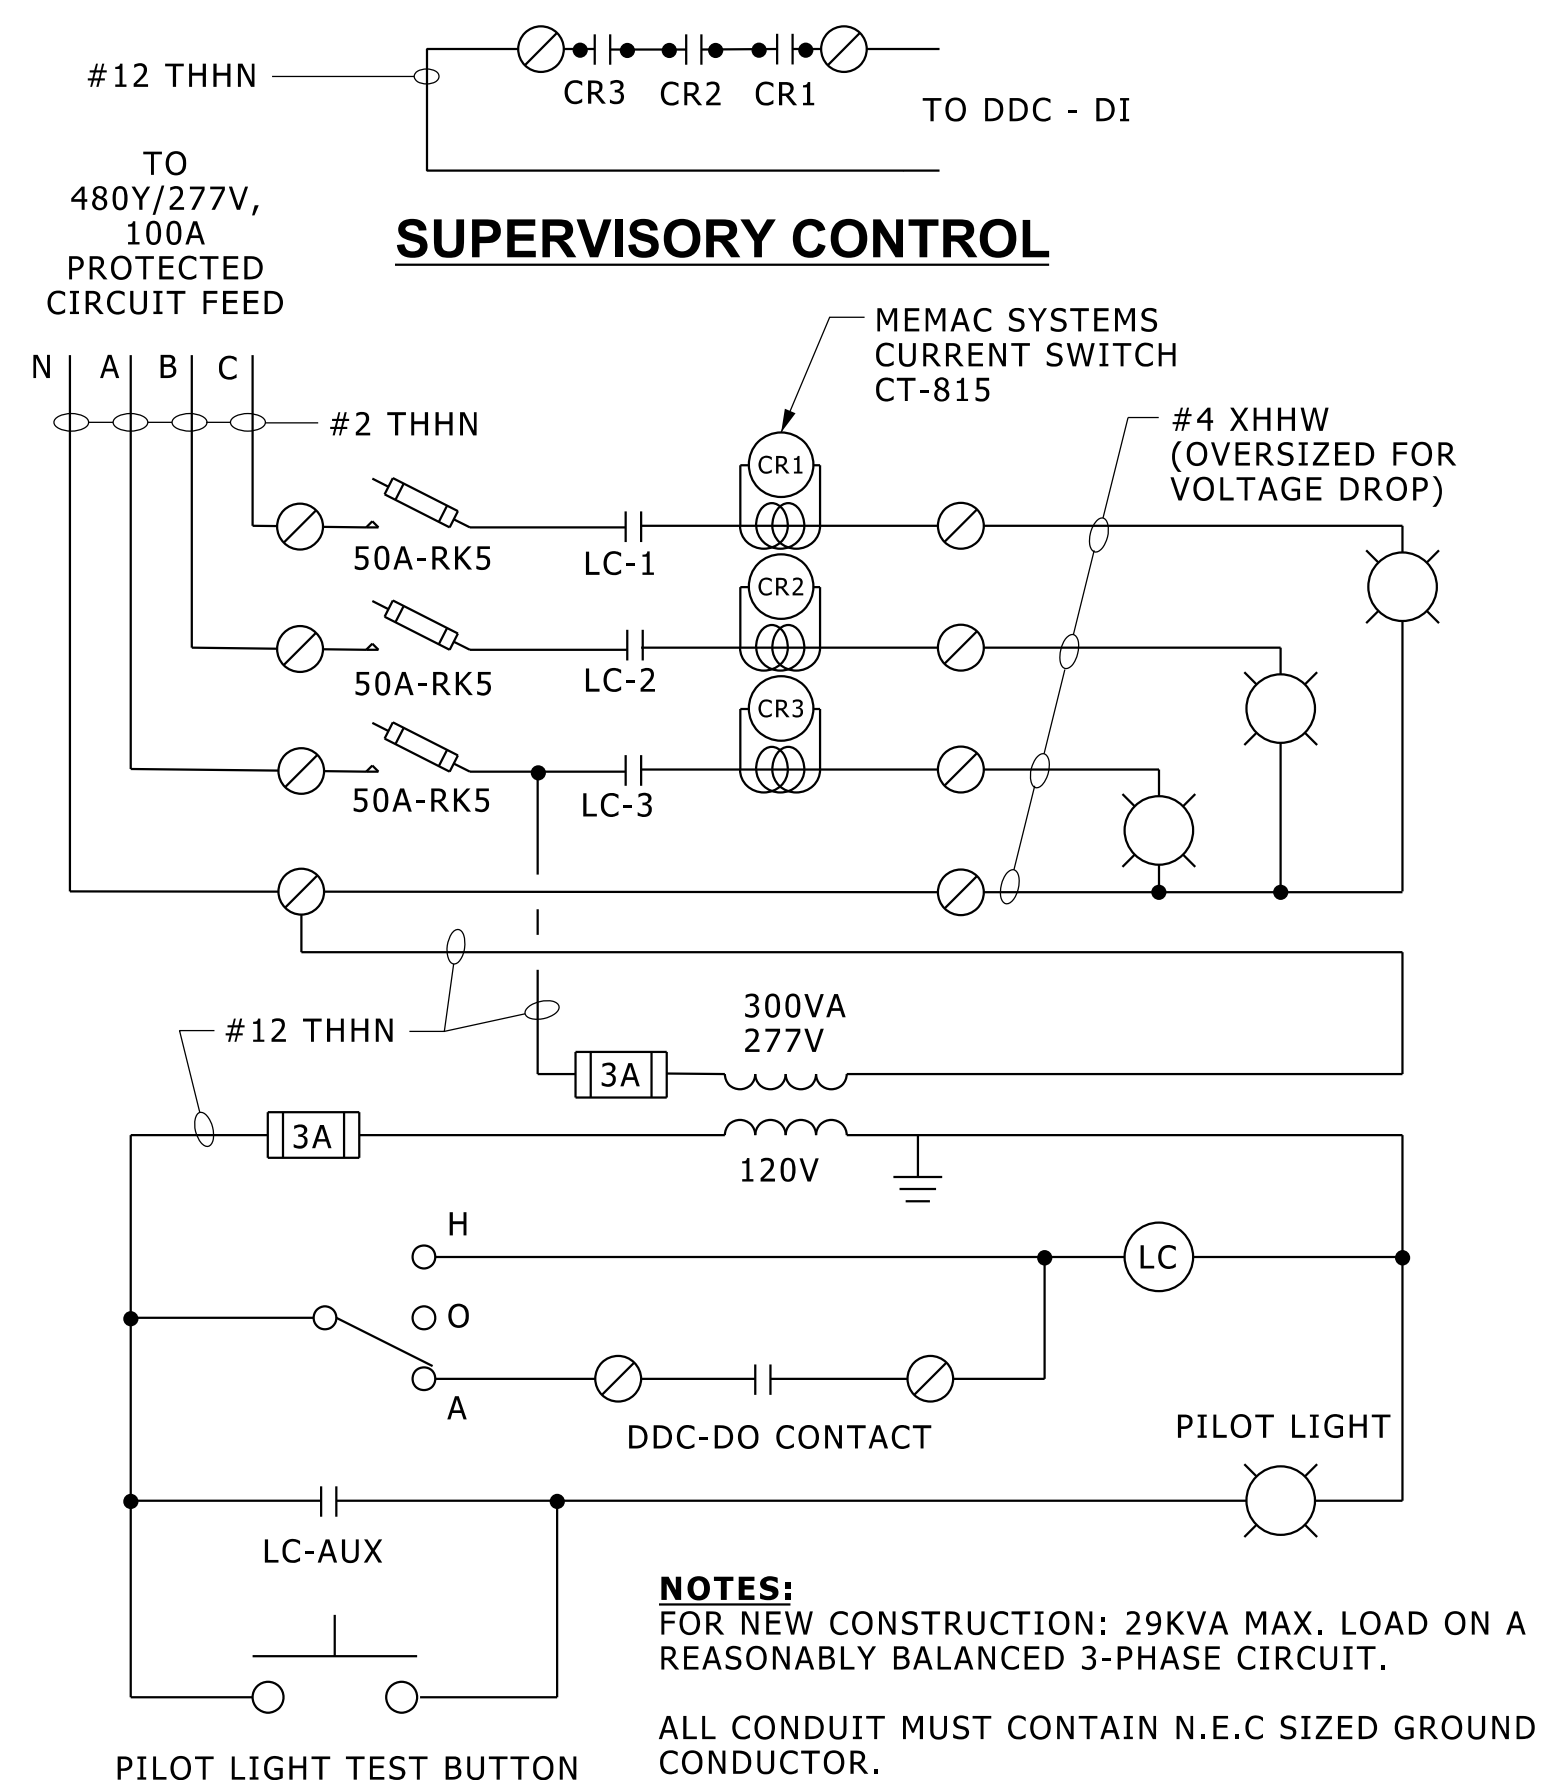 #12 THHN
CR3 CR2 CR1
TO DDC - DI
TO
480Y/277V,
100A
PROTECTED
CIRCUIT FEED
SUPERVISORY CONTROL
MEMAC SYSTEMS
CURRENT SWITCH
CT-815
N A B C
#2 THHN
#4 XHHW
(OVERSIZED FOR
VOLTAGE DROP)
CR1
50A-RK5
LC-1
CR2
50A-RK5
LC-2
CR3
50A-RK5
LC-3
#12 THHN
300VA
277V
3A
3A
120V
H
LC
O
A
DDC-DO CONTACT
PILOT LIGHT
LC-AUX
NOTES:
FOR NEW CONSTRUCTION: 29KVA MAX. LOAD ON A
REASONABLY BALANCED 3-PHASE CIRCUIT.
ALL CONDUIT MUST CONTAIN N.E.C SIZED GROUND
CONDUCTOR.
PILOT LIGHT TEST BUTTON